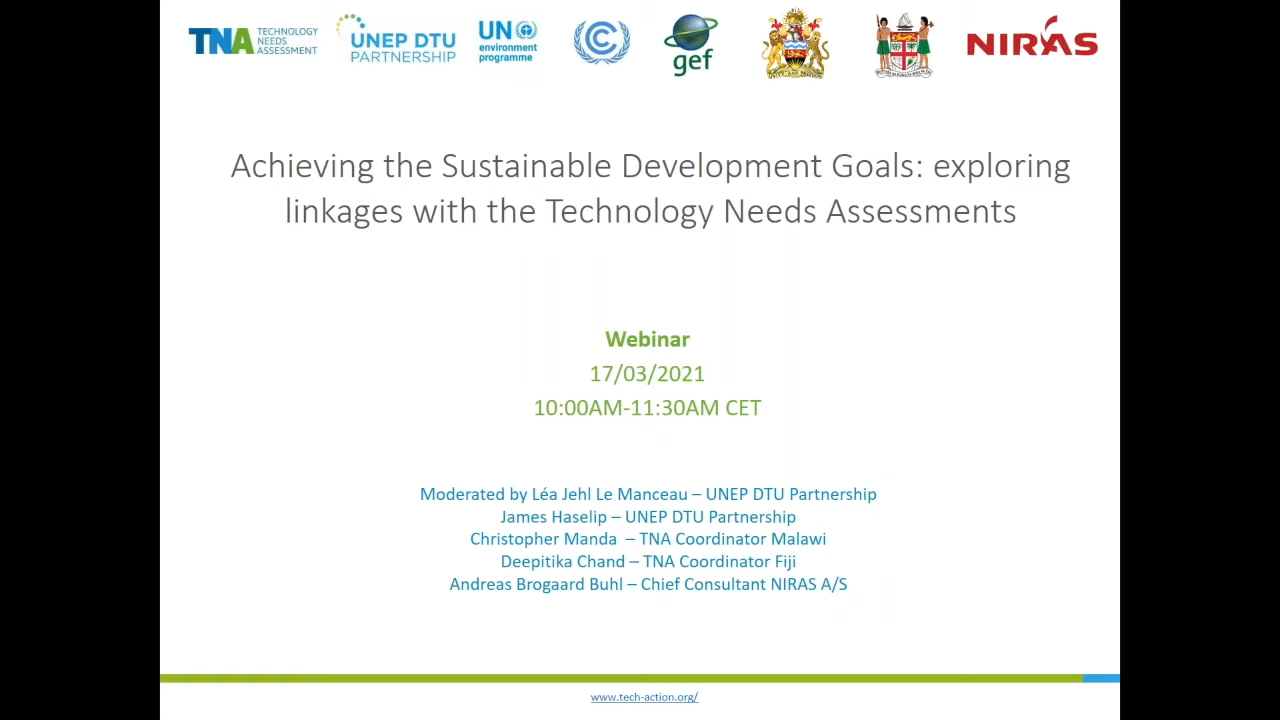 TNA TECHNOLOGY NEEDS ASSESSMENT
UNEP DTU PARTNERSHIP
UN environment programme
gef
NIRAS
Achieving the Sustainable Development Goals: exploring
linkages with the Technology Needs Assessments
Webinar
17/03/2021
10:00AM-11:30AM CET
Moderated by Léa Jehl Le Manceau – UNEP DTU Partnership
James Haselip – UNEP DTU Partnership
Christopher Manda – TNA Coordinator Malawi
Deepitika Chand – TNA Coordinator Fiji
Andreas Brogaard Buhl – Chief Consultant NIRAS A/S
www.tech-action.org/